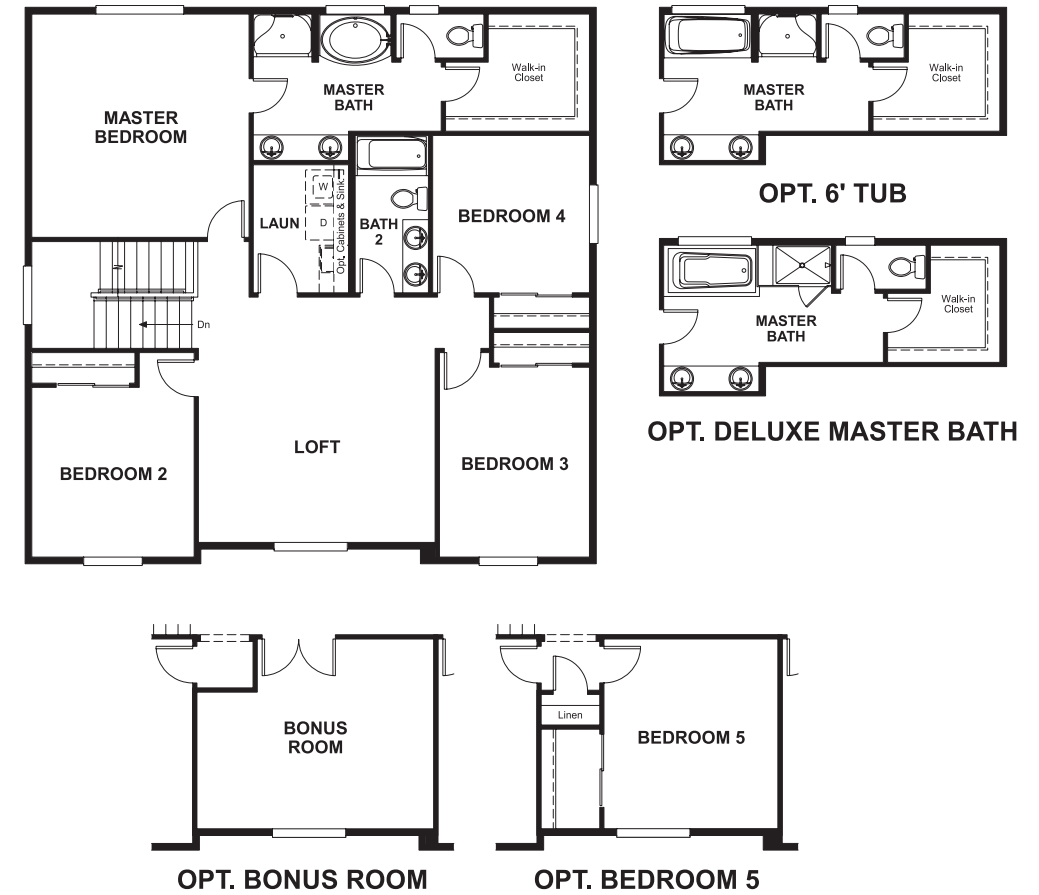 MASTER
BEDROOM
MASTER
BATH
Walk-in
Closet
LAUN
W
D
Opt. Cabinets & Sink
BATH
2
BEDROOM 4
Dn
LOFT
BEDROOM 2
BEDROOM 3
MASTER
BATH
Walk-in
Closet
OPT. 6' TUB
MASTER
BATH
Walk-in
Closet
OPT. DELUXE MASTER BATH
BONUS
ROOM
OPT. BONUS ROOM
Linen
BEDROOM 5
OPT. BEDROOM 5